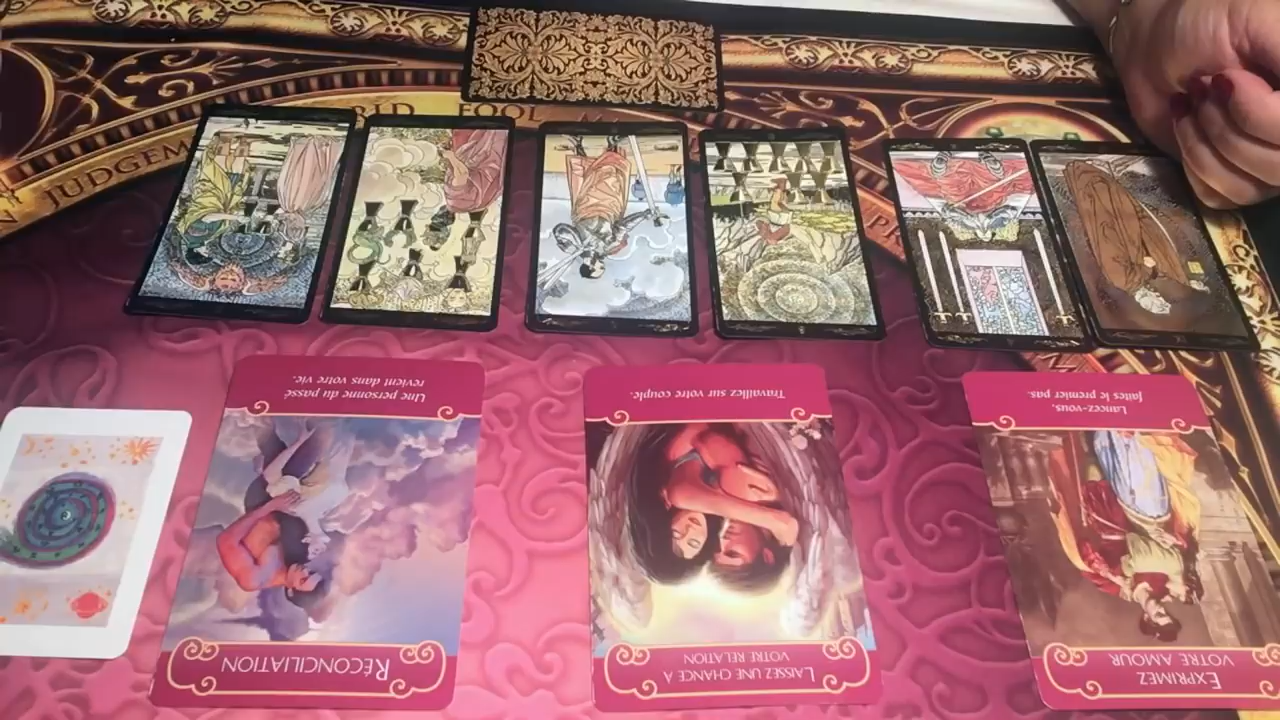 JUDGEM
FOOL
Une personne du passé
revient dans votre vie.
RÉCONCILIATION
Travaillez sur votre couple.
LAISSEZ UNE CHANCE À
VOTRE RELATION
Lancez-vous,
faites le premier pas.
EXPRIMEZ
VOTRE AMOUR